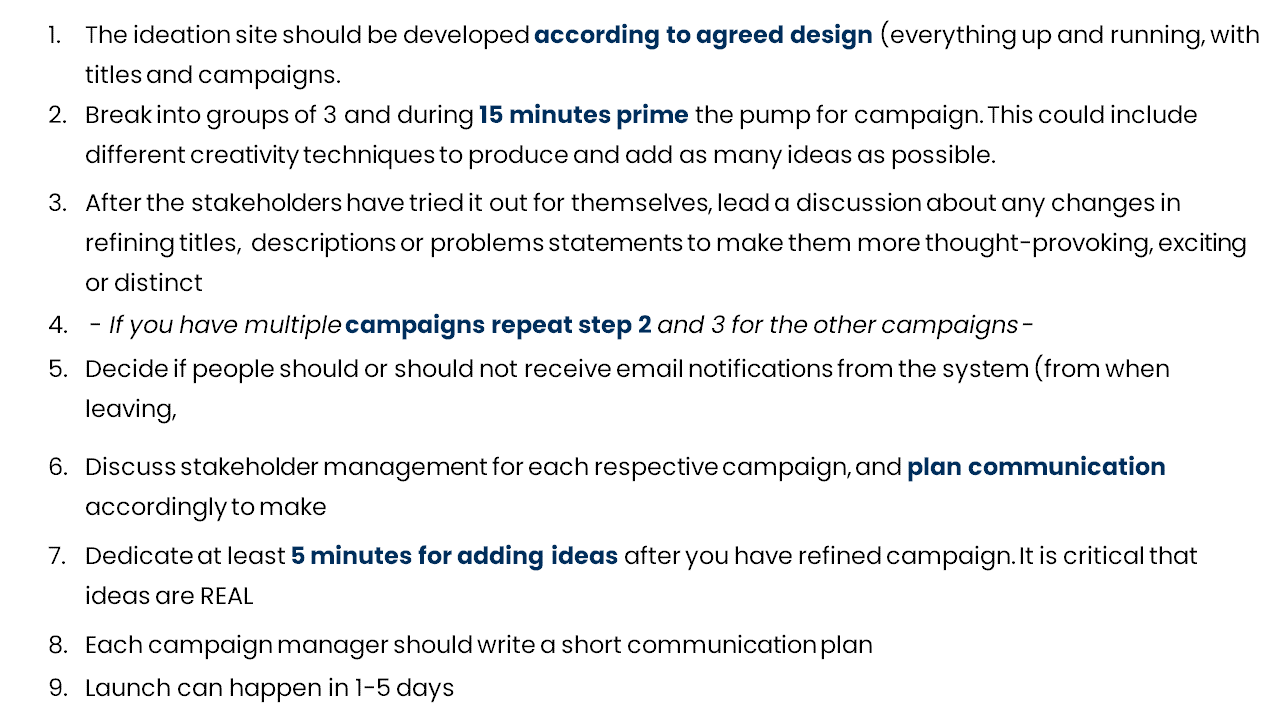 1. The ideation site should be developed according to agreed design (everything up and running, with
titles and campaigns.
2. Break into groups of 3 and during 15 minutes prime the pump for campaign. This could include
different creativity techniques to produce and add as many ideas as possible.
3. After the stakeholders have tried it out for themselves, lead a discussion about any changes in
refining titles, descriptions or problems statements to make them more thought-provoking, exciting
or distinct
4. - If you have multiple campaigns repeat step 2 and 3 for the other campaigns -
5. Decide if people should or should not receive email notifications from the system (from when
leaving,
6. Discuss stakeholder management for each respective campaign, and plan communication
accordingly to make
7. Dedicate at least 5 minutes for adding ideas after you have refined campaign. It is critical that
ideas are REAL
8. Each campaign manager should write a short communication plan
9. Launch can happen in 1-5 days